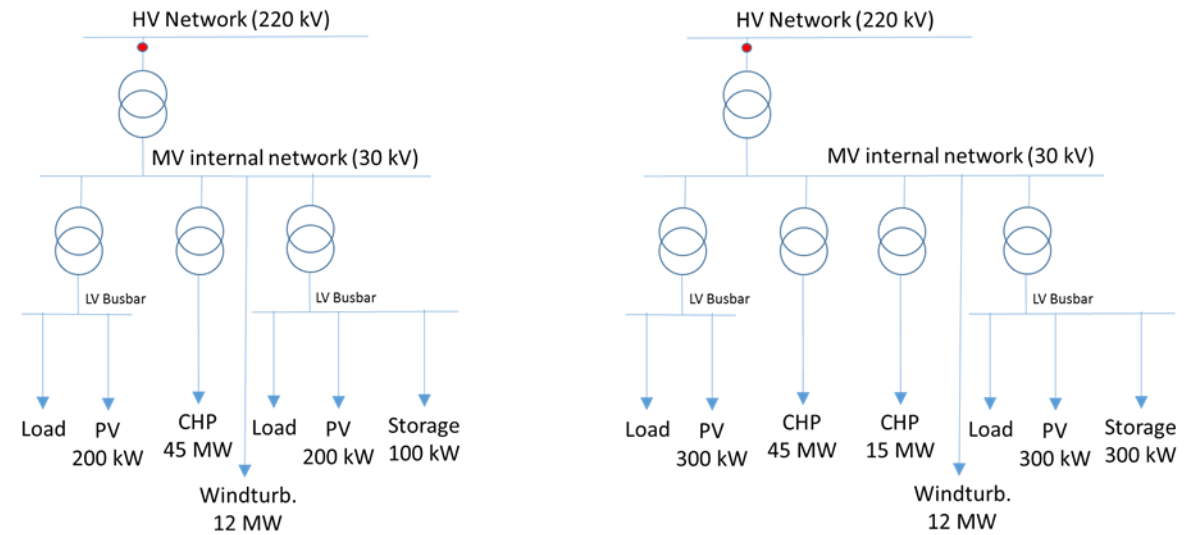 HV Network (220 kV)
MV internal network (30 kV)
LV Busbar
LV Busbar
Load
PV
200 kW
CHP
45 MW
Load
PV
200 kW
Storage
100 kW
Windturb.
12 MW
HV Network (220 kV)
MV internal network (30 kV)
LV Busbar
LV Busbar
Load
PV
300 kW
CHP
45 MW
CHP
15 MW
Load
PV
300 kW
Storage
300 kW
Windturb.
12 MW